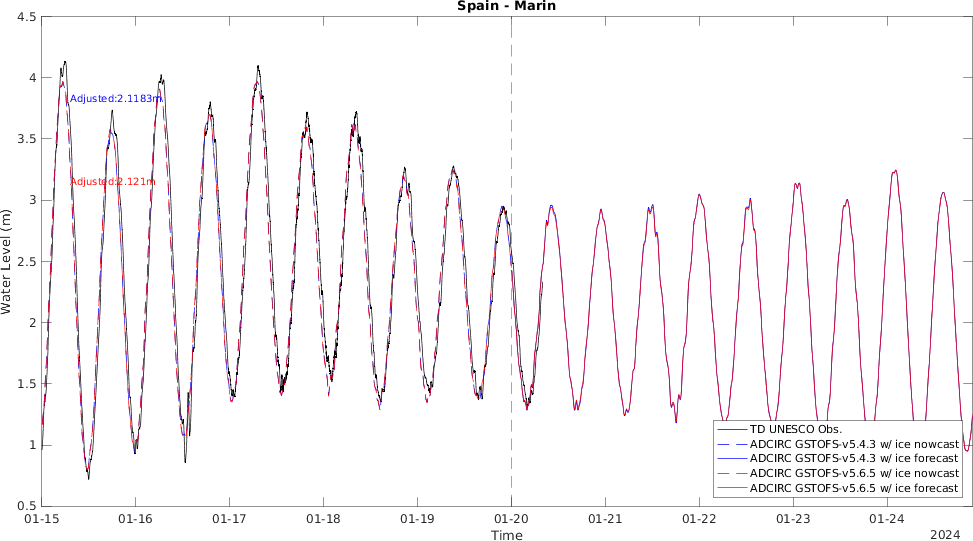 Spain - Marin
4.5
4
3.5
3
2.5
2
1.5
1
0.5
Water Level (m)
Adjusted:2.1183m
Adjusted:2.121m
TD UNESCO Obs.
ADCIRC GSTOFS-v5.4.3 w/ ice nowcast
ADCIRC GSTOFS-v5.4.3 w/ ice forecast
ADCIRC GSTOFS-v5.6.5 w/ ice nowcast
ADCIRC GSTOFS-v5.6.5 w/ ice forecast
01-15 01-16 01-17 01-18 01-19 01-20 01-21 01-22 01-23 01-24
Time
2024